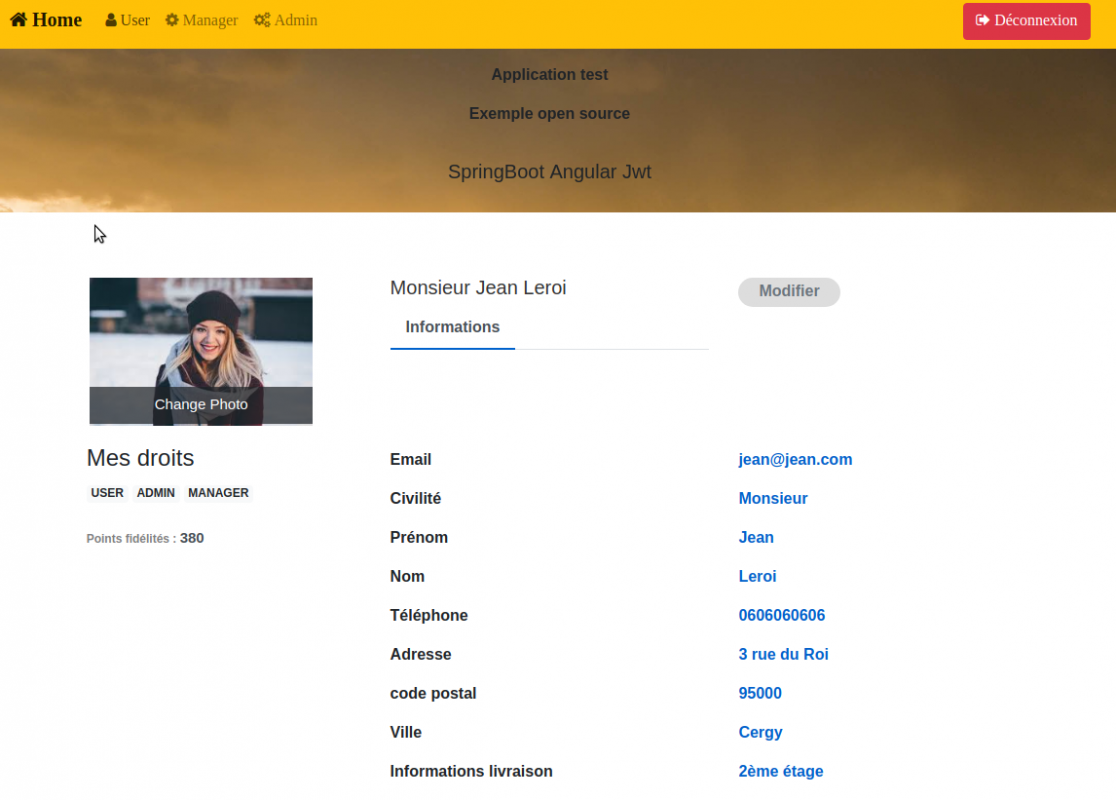 Home User Manager Admin Déconnexion
Application test
Exemple open source
SpringBoot Angular Jwt
Monsieur Jean Leroi Modifier
Informations
Change Photo
Mes droits
USER ADMIN MANAGER
Points fidélités : 380
Email jean@jean.com
Civilité Monsieur
Prénom Jean
Nom Leroi
Téléphone 0606060606
Adresse 3 rue du Roi
code postal 95000
Ville Cergy
Informations livraison 2ème étage